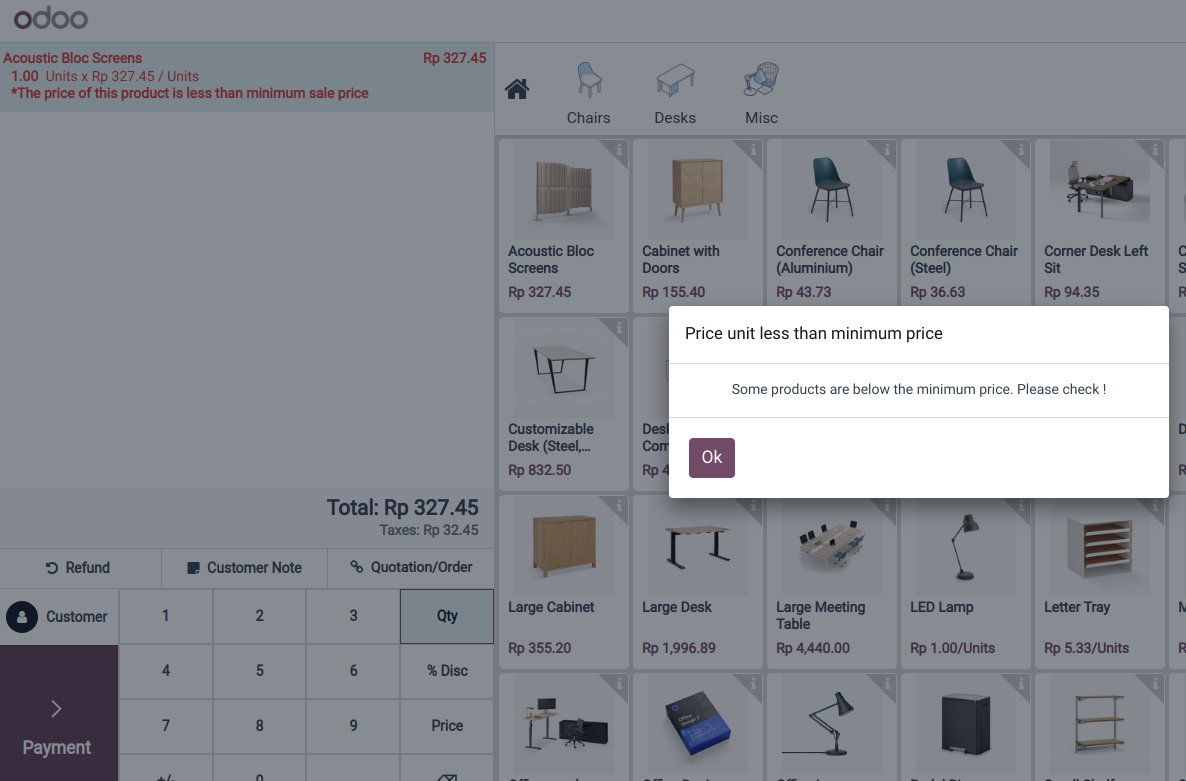 odoo
Acoustic Bloc Screens Rp 327.45
1.00 Units x Rp 327.45 / Units
*The price of this product is less than minimum sale price
Total: Rp 327.45
Taxes: Rp 32.45
Refund
Customer Note
Quotation/Order
Customer
1 2 3 Qty
4 5 6 % Disc
7 8 9 Price
Payment
Chairs
Desks
Misc
Acoustic Bloc
Screens
Rp 327.45
Cabinet with
Doors
Rp 155.40
Conference Chair
(Aluminium)
Rp 43.73
Conference Chair
(Steel)
Rp 36.63
Corner Desk Left
Sit
Rp 94.35
Customizable
Desk (Steel,...
Rp 832.50
Price unit less than minimum price
Some products are below the minimum price. Please check !
Ok
Large Cabinet
Rp 355.20
Large Desk
Rp 1,996.89
Large Meeting
Table
Rp 4,440.00
LED Lamp
Rp 1.00/Units
Letter Tray
Rp 5.33/Units
Office
Design